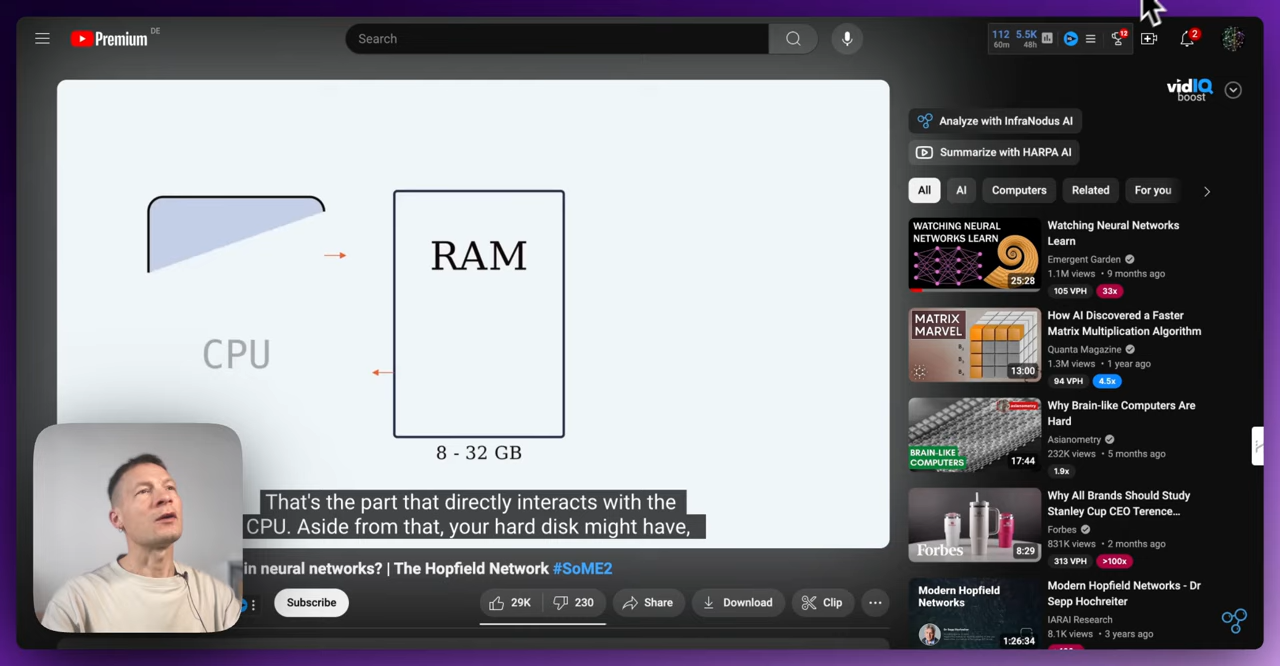 Premium DE
Search
112 5.5K
60m 48h
12
2
vidIQ
boost
Analyze with InfraNodus AI
Summarize with HARPA AI
All AI Computers Related For you
RAM
CPU
8 - 32 GB
That's the part that directly interacts with the
CPU. Aside from that, your hard disk might have,
in neural networks? | The Hopfield Network #SoME2
Subscribe
29K 230 Share Download Clip
WATCHING NEURAL
NETWORKS LEARN
25:28
Watching Neural Networks
Learn
Emergent Garden
1.1M views • 9 months ago
105 VPH 33x
MATRIX
MARVEL
13:00
How AI Discovered a Faster
Matrix Multiplication Algorithm
Quanta Magazine
1.3M views • 1 year ago
94 VPH 4.5x
Asianometry
BRAIN-LIKE
COMPUTERS
17:44
Why Brain-like Computers Are
Hard
Asianometry
232K views • 5 months ago
1.9x
Forbes
8:29
Why All Brands Should Study
Stanley Cup CEO Terence…
Forbes
831K views • 2 months ago
313 VPH >100x
Modern Hopfield
Networks
1:26:34
Modern Hopfield Networks - Dr
Sepp Hochreiter
IARAI Research
8.1K views • 3 years ago